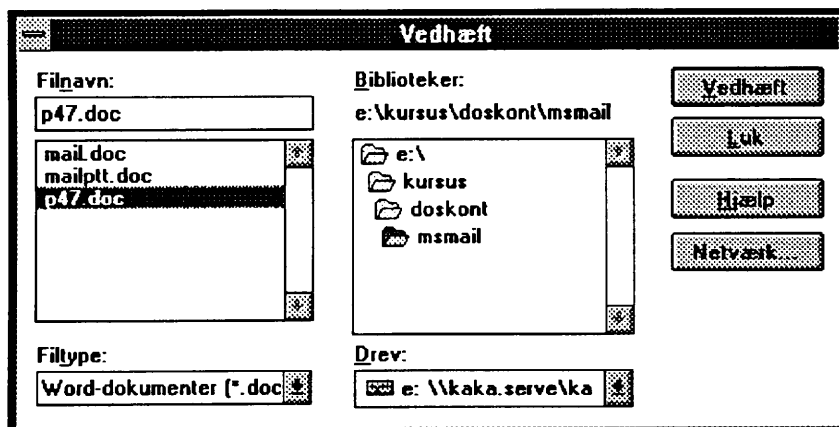 Vedhæft
Filnavn:
p47.doc
mail.doc
mailptt.doc
p47.doc
Filtype:
Word-dokumenter (*.doc
Biblioteker:
e:\kursus\doskont\msmail
e:\
kursus
doskont
msmail
Drev:
e: \\kaka.serve\ka
Vedhæft
Luk
Hjælp
Netværk...